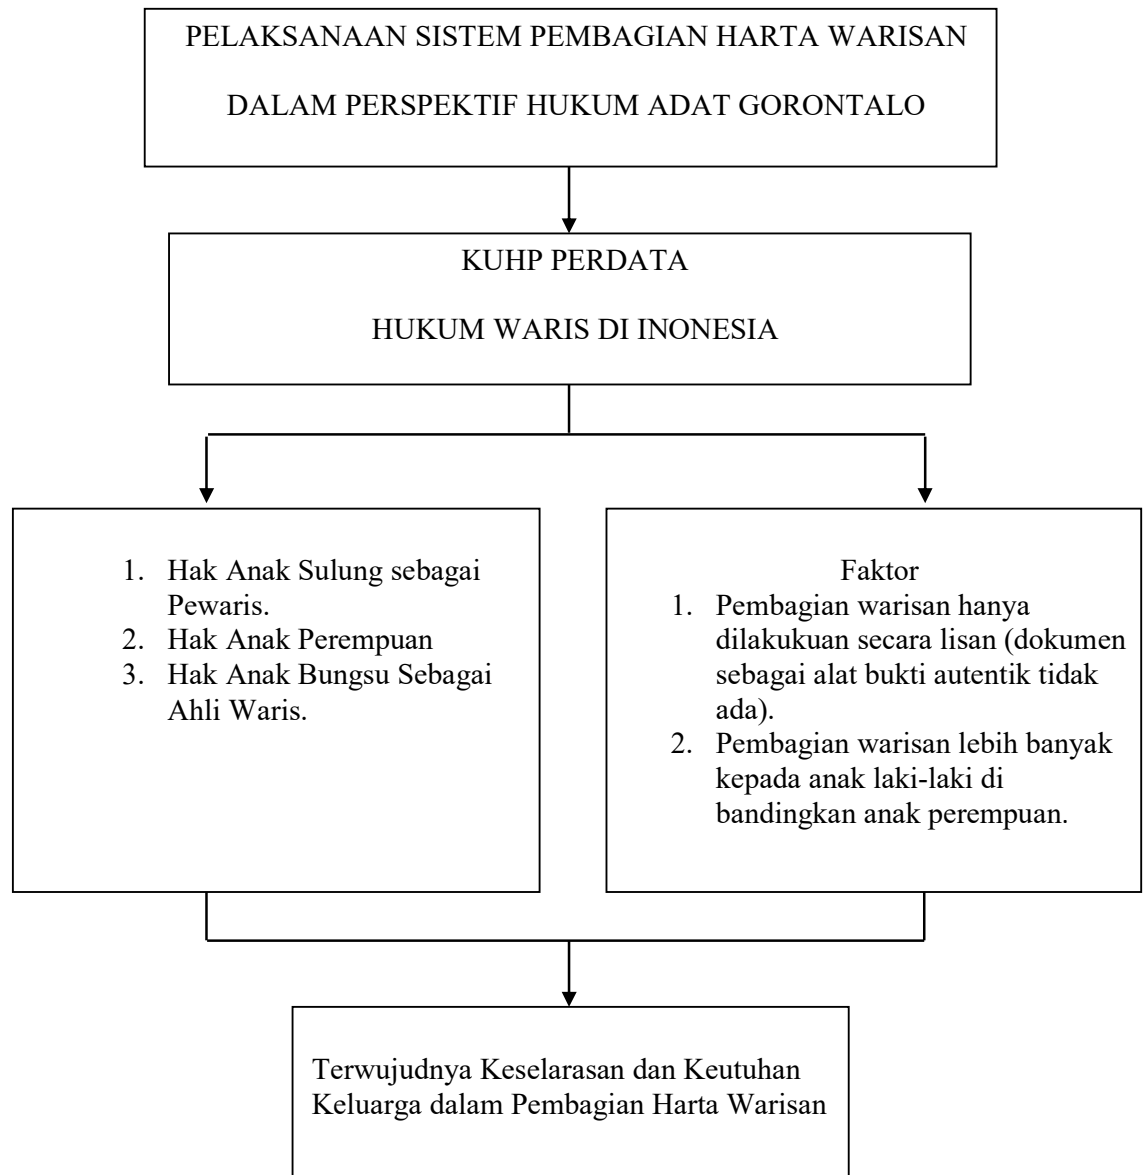 PELAKSANAAN SISTEM PEMBAGIAN HARTA WARISAN
DALAM PERSPEKTIF HUKUM ADAT GORONTALO
KUHP PERDATA
HUKUM WARIS DI INONESIA
1. Hak Anak Sulung sebagai
Pewaris.
2. Hak Anak Perempuan
3. Hak Anak Bungsu Sebagai
Ahli Waris.
Faktor
1. Pembagian warisan hanya
dilakukuan secara lisan (dokumen
sebagai alat bukti autentik tidak
ada).
2. Pembagian warisan lebih banyak
kepada anak laki-laki di
bandingkan anak perempuan.
Terwujudnya Keselarasan dan Keutuhan
Keluarga dalam Pembagian Harta Warisan